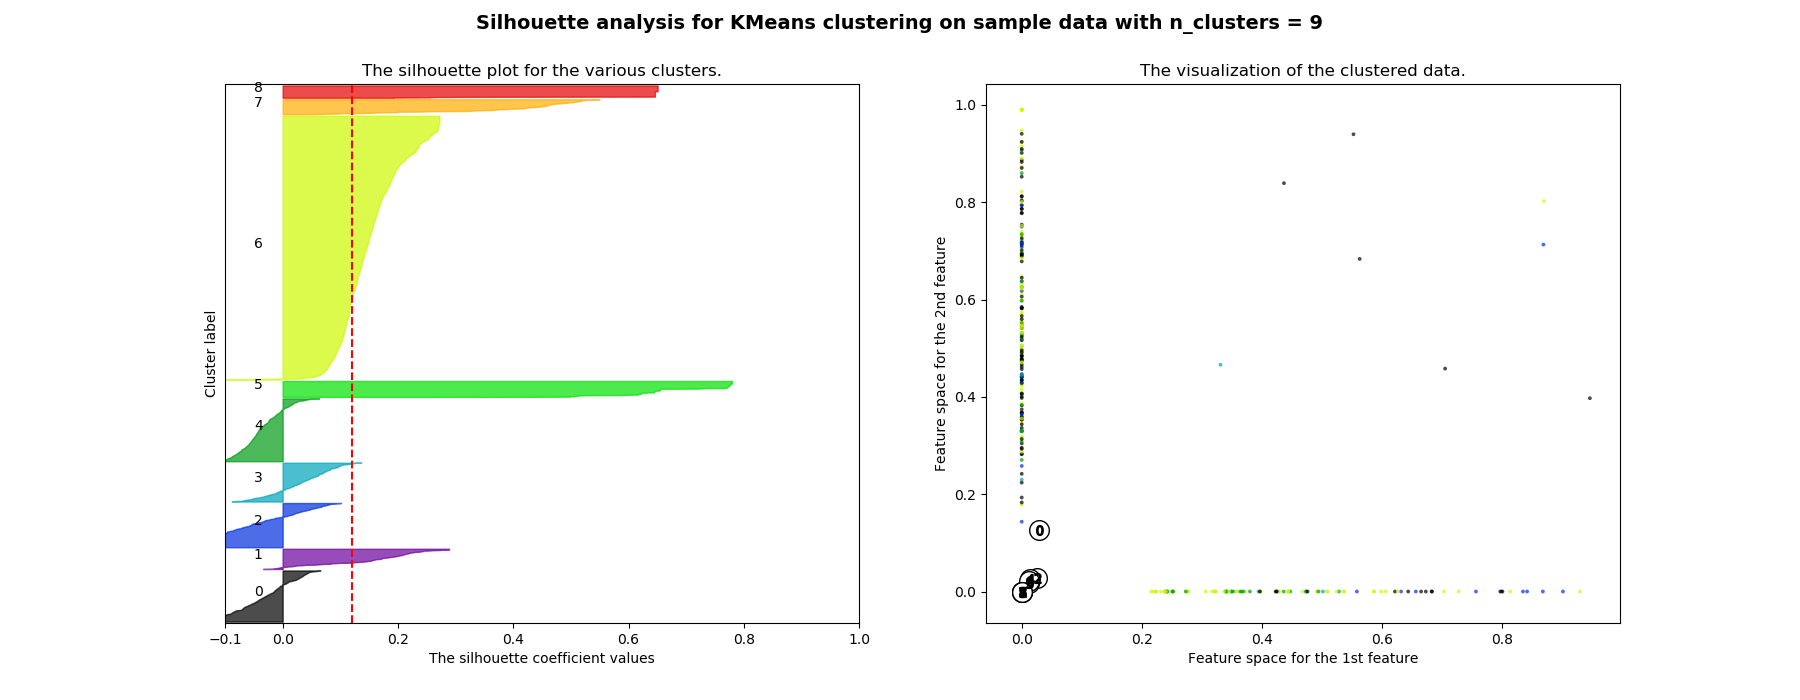 Silhouette analysis for KMeans clustering on sample data with n_clusters = 9
The silhouette plot for the various clusters.
8
7
6
5
4
3
2
1
0
Cluster label
−0.1 0.0 0.2 0.4 0.6 0.8 1.0
The silhouette coefficient values
The visualization of the clustered data.
1.0
0.8
0.6
0.4
0.2
0.0
Feature space for the 2nd feature
0
2
0.0 0.2 0.4 0.6 0.8
Feature space for the 1st feature